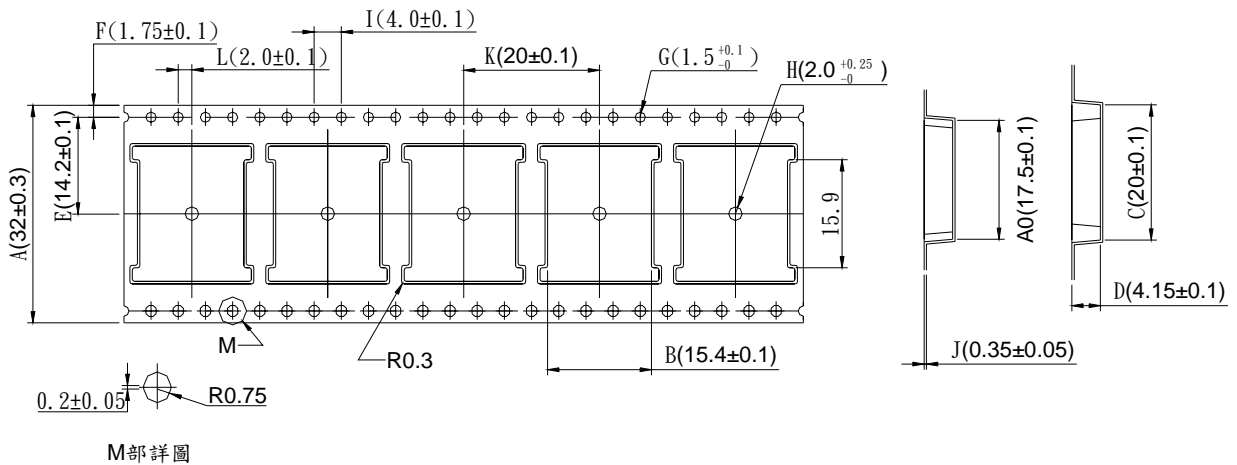 F(1.75±0.1)
I(4.0±0.1)
L(2.0±0.1)
K(20±0.1)
G(1.5 +0.1 -0)
H(2.0 +0.25 -0)
A(32±0.3)
E(14.2±0.1)
15.9
A0(17.5±0.1)
C(20±0.1)
D(4.15±0.1)
J(0.35±0.05)
B(15.4±0.1)
M
R0.3
0.2±0.05
R0.75
M部詳圖